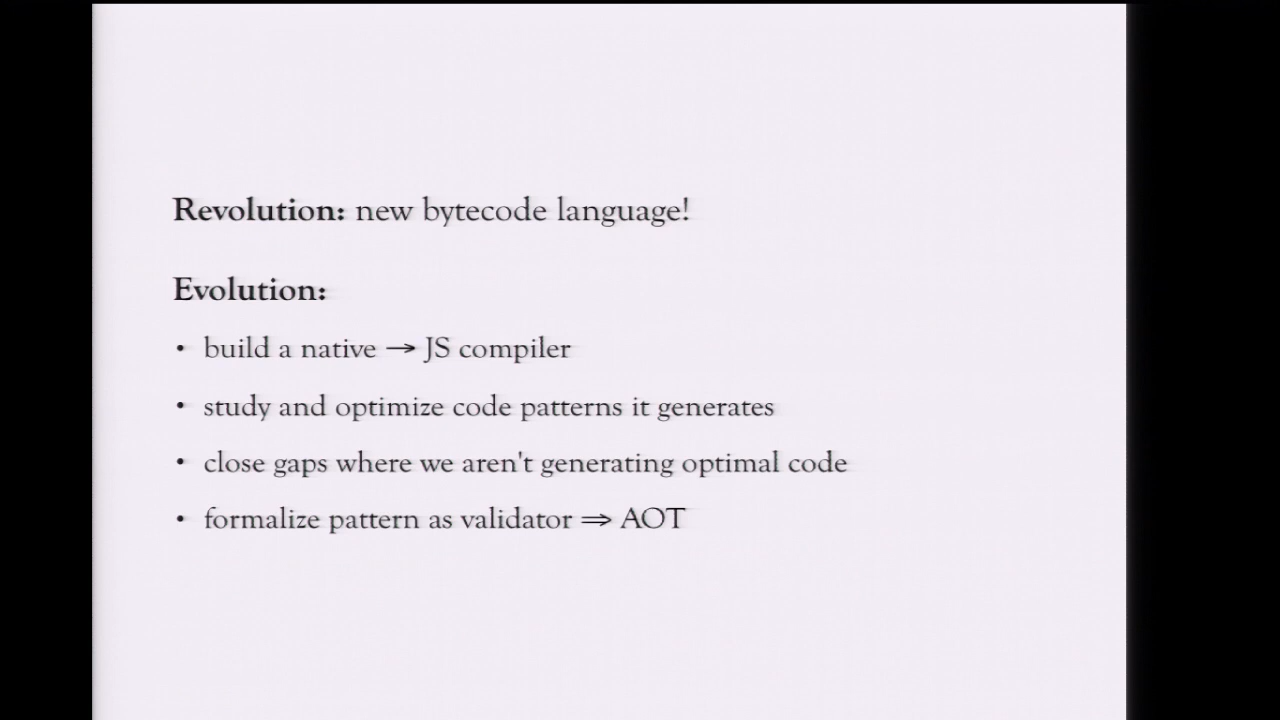 Revolution: new bytecode language!
Evolution:
• build a native → JS compiler
• study and optimize code patterns it generates
• close gaps where we aren't generating optimal code
• formalize pattern as validator ⇒ AOT